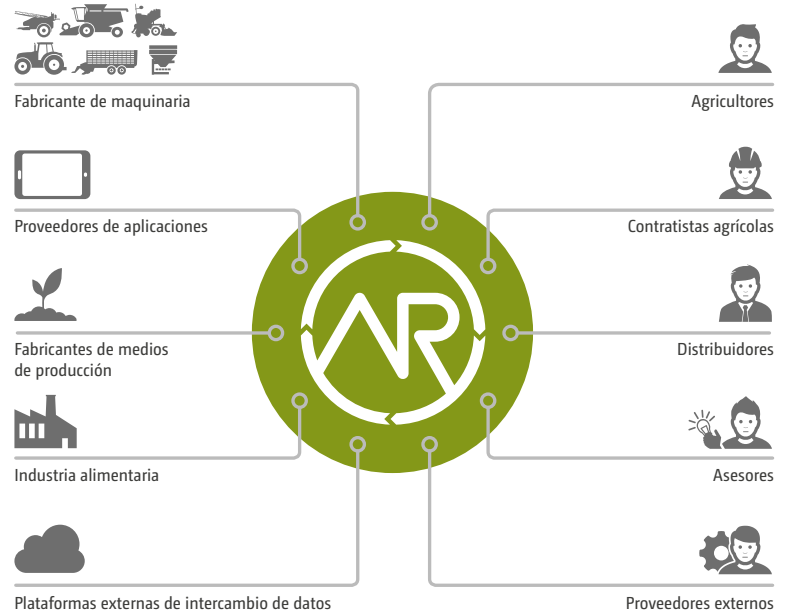 Fabricante de maquinaria
Agricultores
Proveedores de aplicaciones
Contratistas agrícolas
AR
Fabricantes de medios
de producción
Distribuidores
Industria alimentaria
Asesores
Plataformas externas de intercambio de datos
Proveedores externos